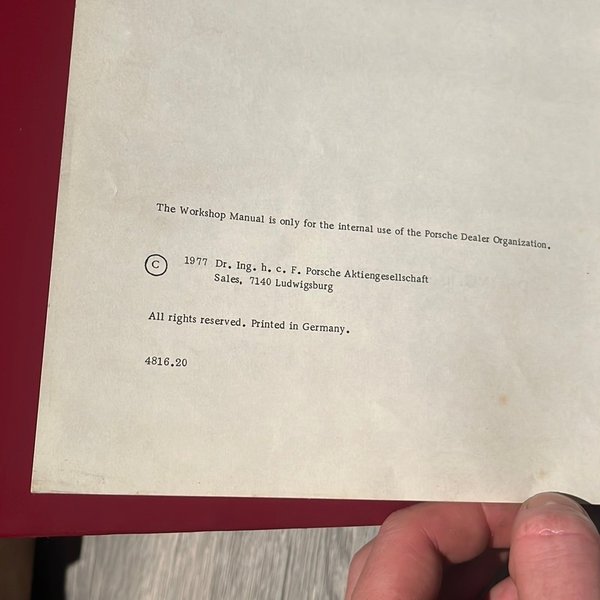 The Workshop Manual is only for the internal use of the Porsche Dealer Organization.
© 1977 Dr. Ing. h. c. F. Porsche Aktiengesellschaft
Sales, 7140 Ludwigsburg
All rights reserved. Printed in Germany.
4816.20